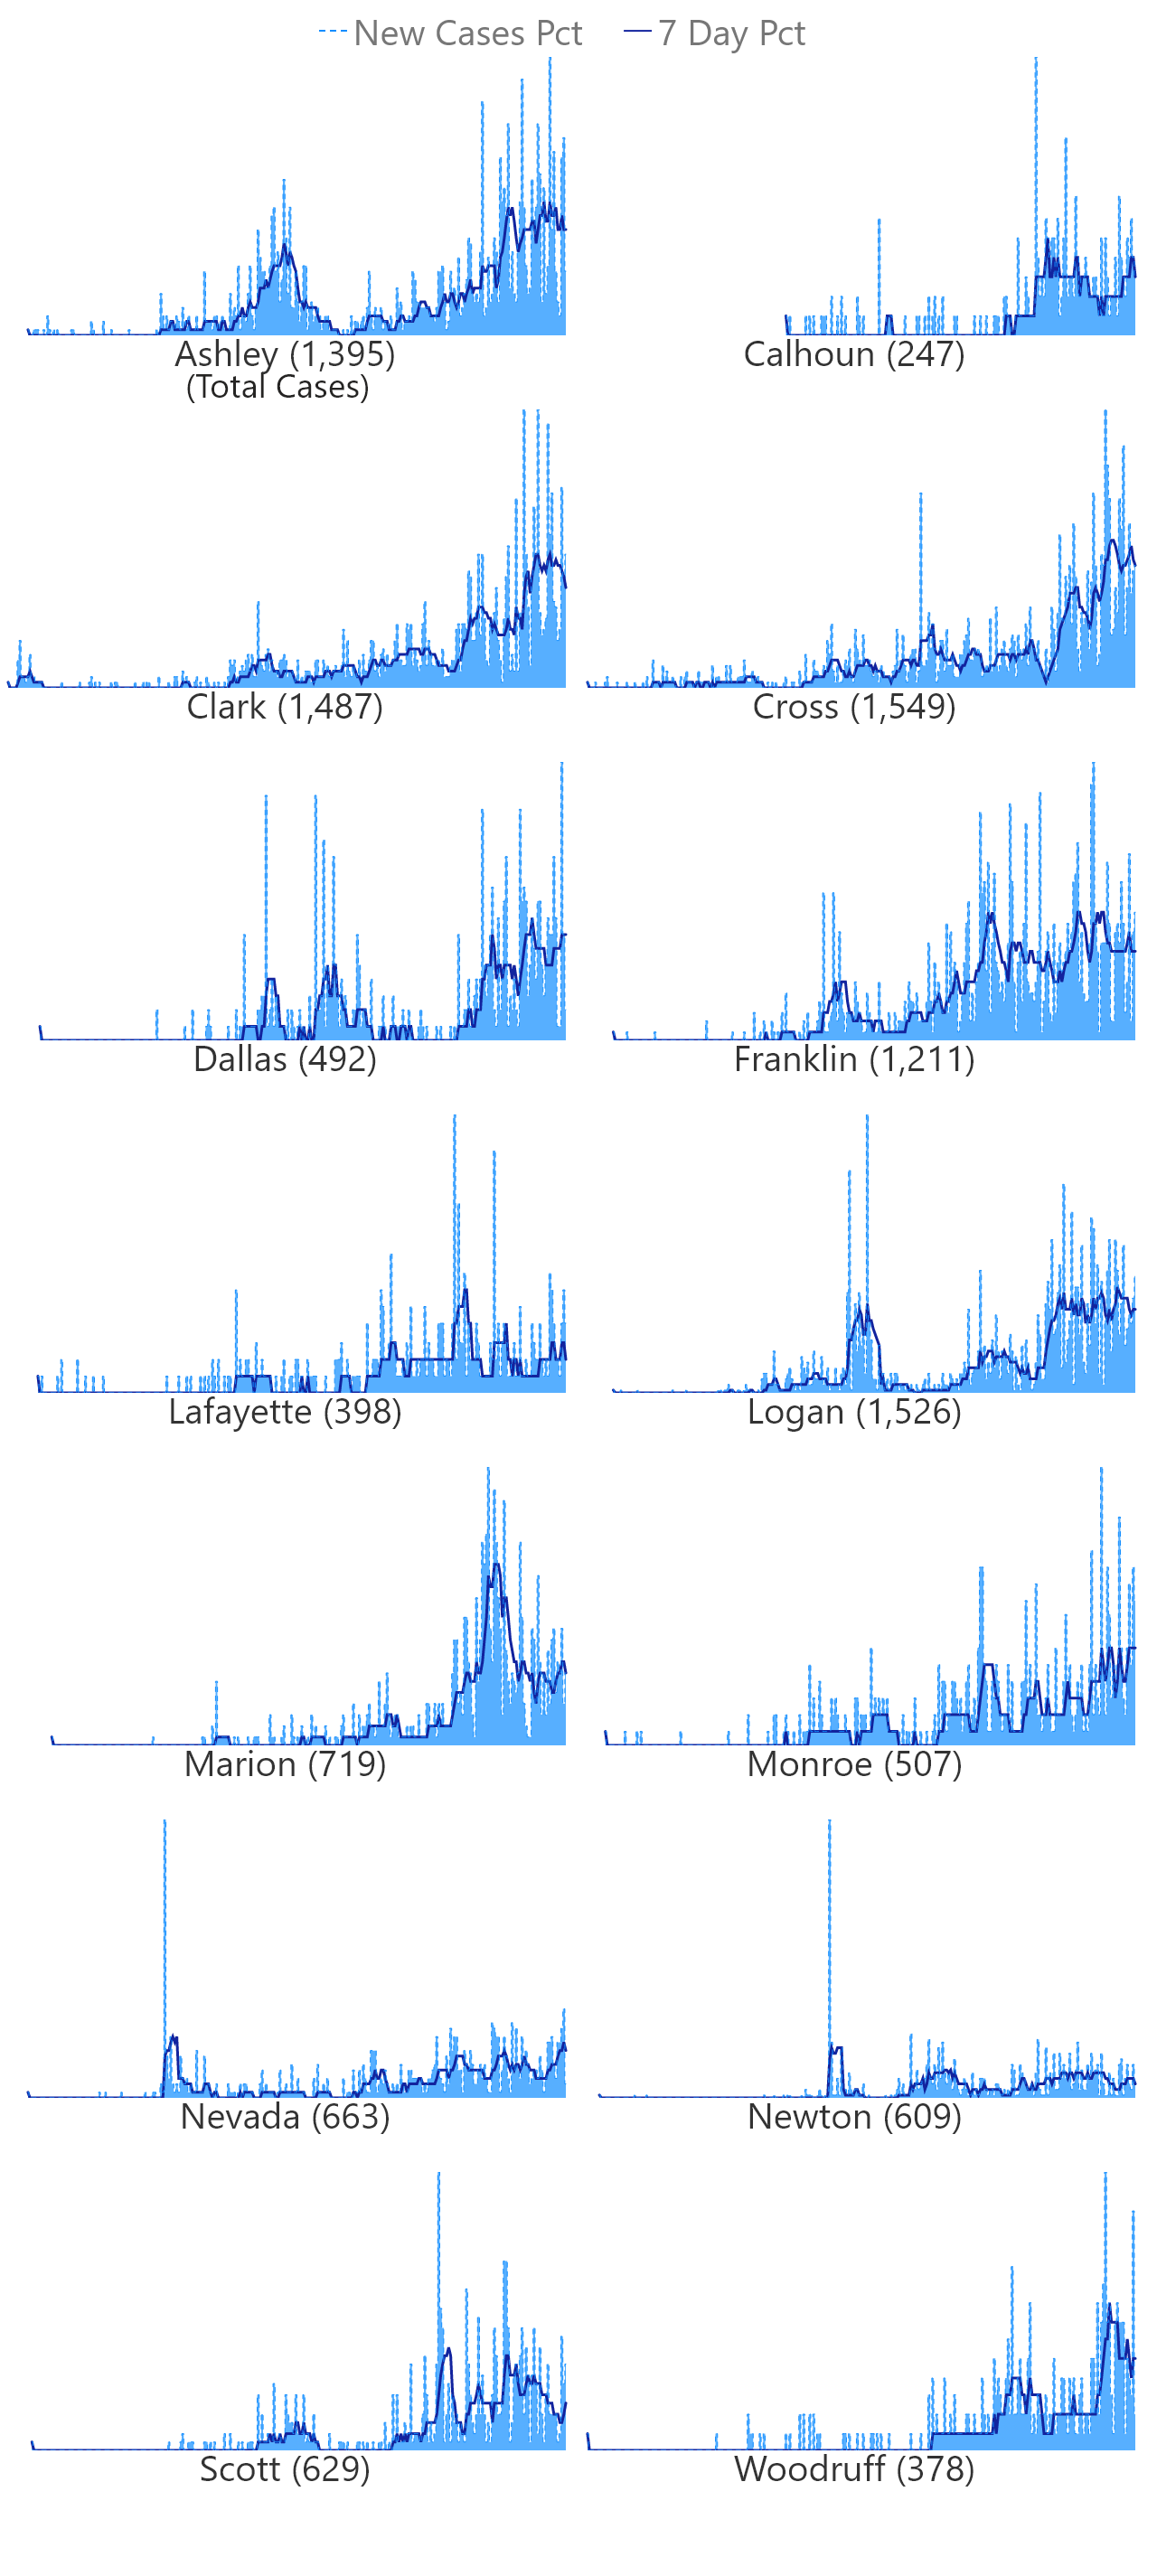 New Cases Pct 7 Day Pct
Ashley (1,395) Calhoun (247)
(Total Cases)
Clark (1,487) Cross (1,549)
Dallas (492) Franklin (1,211)
Lafayette (398) Logan (1,526)
Marion (719) Monroe (507)
Nevada (663) Newton (609)
Scott (629) Woodruff (378)